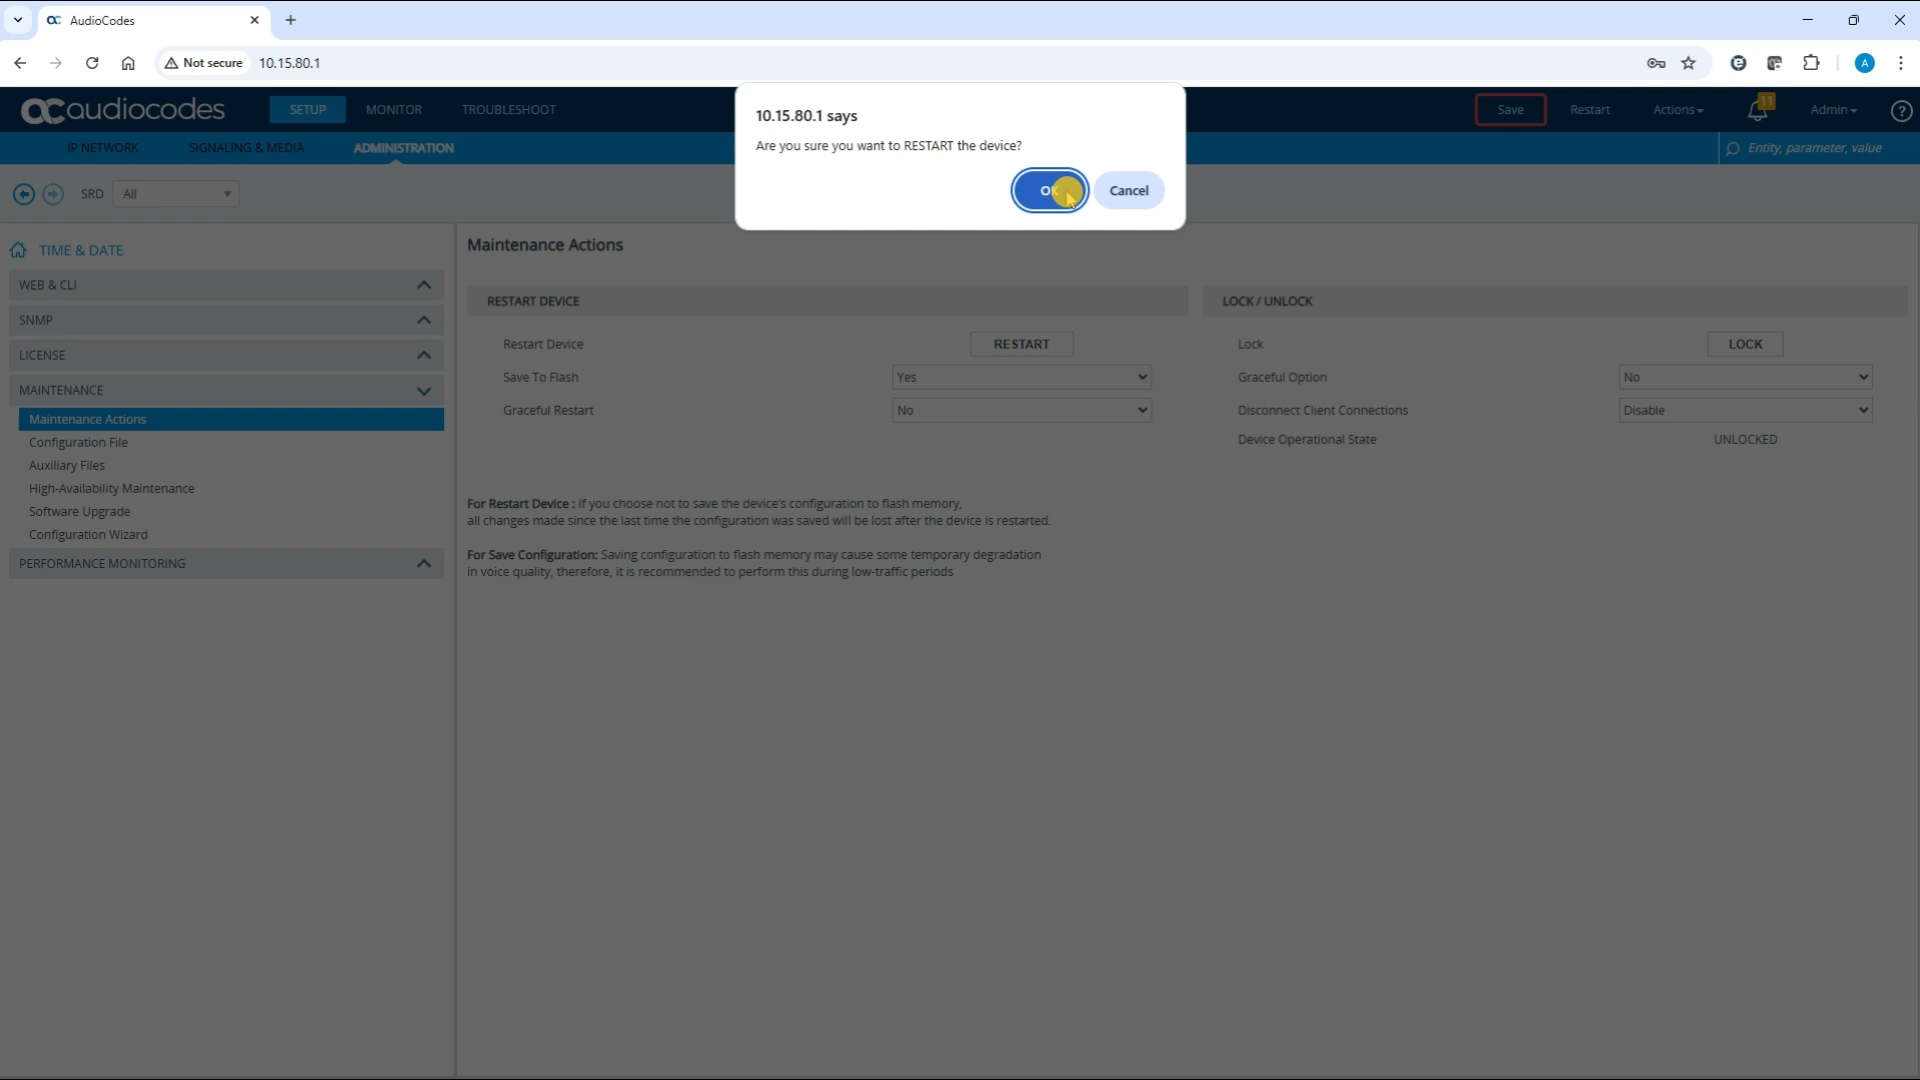 AudioCodes
Not secure 10.15.80.1
A
audiocodes SETUP MONITOR TROUBLESHOOT Save Restart Actions 11 Admin ?
IP NETWORK SIGNALING & MEDIA ADMINISTRATION Entity, parameter, value
10.15.80.1 says
Are you sure you want to RESTART the device?
OK Cancel
SRD All
TIME & DATE
WEB & CLI
SNMP
LICENSE
MAINTENANCE
Maintenance Actions
Configuration File
Auxiliary Files
High-Availability Maintenance
Software Upgrade
Configuration Wizard
PERFORMANCE MONITORING
Maintenance Actions
RESTART DEVICE
Restart Device RESTART
Save To Flash Yes
Graceful Restart No
LOCK / UNLOCK
Lock LOCK
Graceful Option No
Disconnect Client Connections Disable
Device Operational State UNLOCKED
For Restart Device : If you choose not to save the device's configuration to flash memory,
all changes made since the last time the configuration was saved will be lost after the device is restarted.
For Save Configuration: Saving configuration to flash memory may cause some temporary degradation
in voice quality, therefore, it is recommended to perform this during low-traffic periods